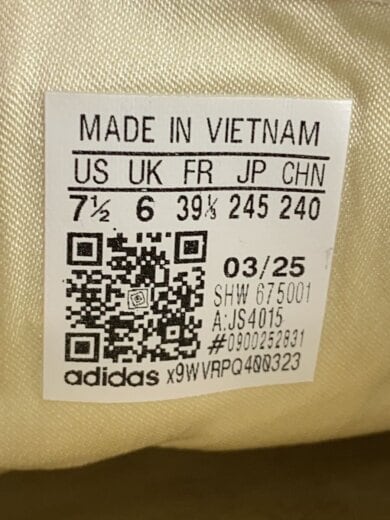 MADE IN VIETNAM
US UK FR JP CHN
7½ 6 39⅓ 245 240
03/25
SHW 675001
A:JS4015
#0900252831
adidas x9WVRPQ400323